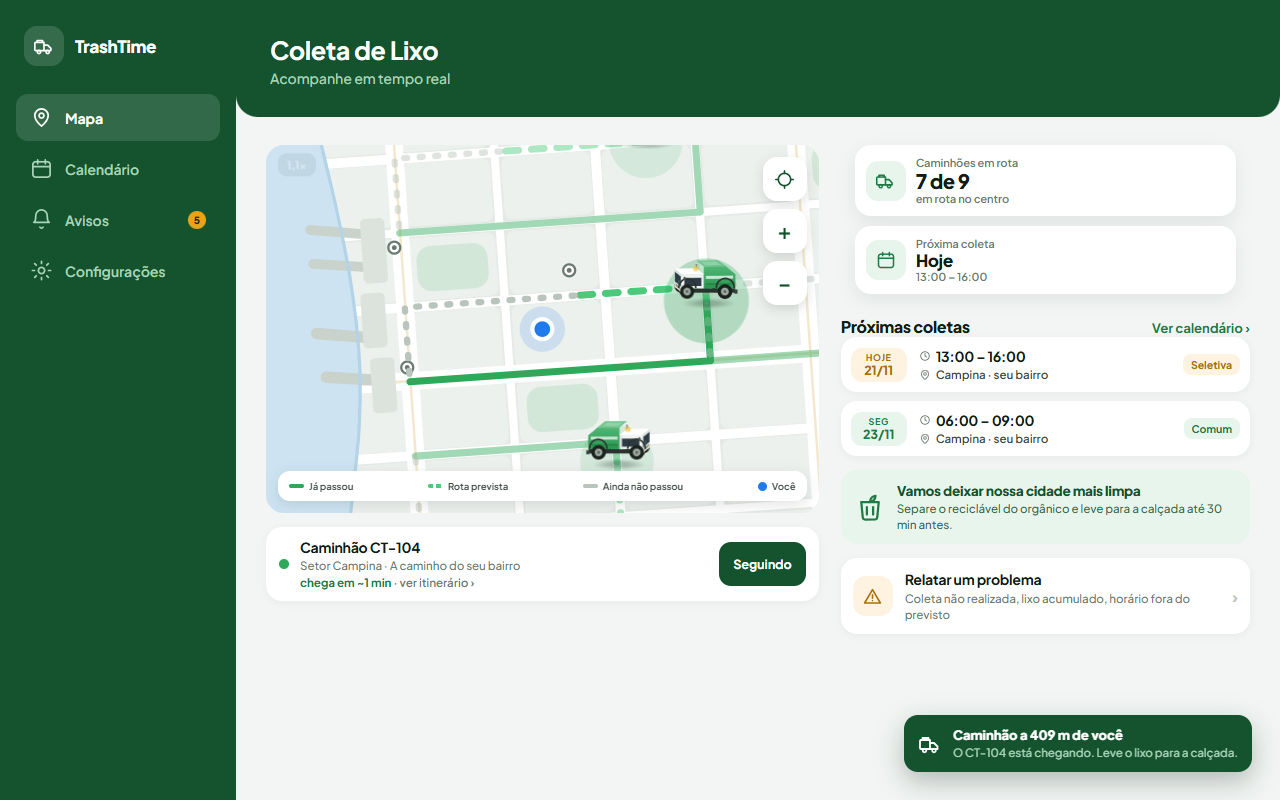 TrashTime
Mapa
Calendário
Avisos
5
Configurações
Coleta de Lixo
Acompanhe em tempo real
1,1×
Já passou
Rota prevista
Ainda não passou
Você
Caminhão CT-104
Setor Campina · A caminho do seu bairro
chega em ~1 min · ver itinerário ›
Seguindo
Caminhões em rota
7 de 9
em rota no centro
Próxima coleta
Hoje
13:00 – 16:00
Próximas coletas
Ver calendário ›
HOJE
21/11
13:00 – 16:00
Campina · seu bairro
Seletiva
SEG
23/11
06:00 – 09:00
Campina · seu bairro
Comum
Vamos deixar nossa cidade mais limpa
Separe o reciclável do orgânico e leve para a calçada até 30
min antes.
Relatar um problema
Coleta não realizada, lixo acumulado, horário fora do
previsto
›
Caminhão a 409 m de você
O CT-104 está chegando. Leve o lixo para a calçada.